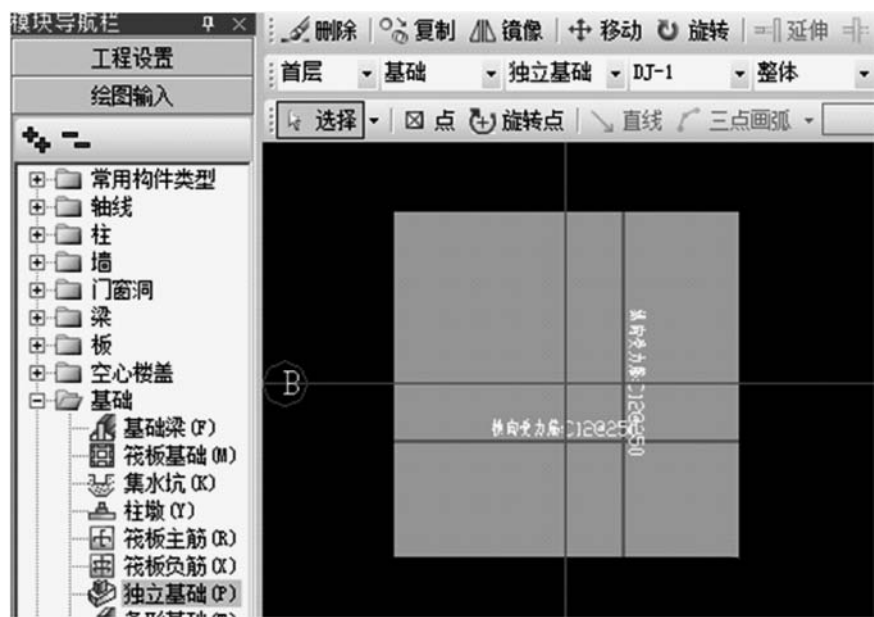 模块导航栏
工程设置
绘图输入
常用构件类型
轴线
柱
墙
门窗洞
梁
板
空心楼盖
基础
基础梁(F)
筏板基础(M)
集水坑(K)
柱墩(Y)
筏板主筋(R)
筏板负筋(X)
独立基础(P)
删除 复制 镜像 移动 旋转 延伸
首层 基础 独立基础 DJ-1 整体
选择 点 旋转点 直线 三点画弧
B
横向受力筋:C12@250
纵向受力筋:C12@250